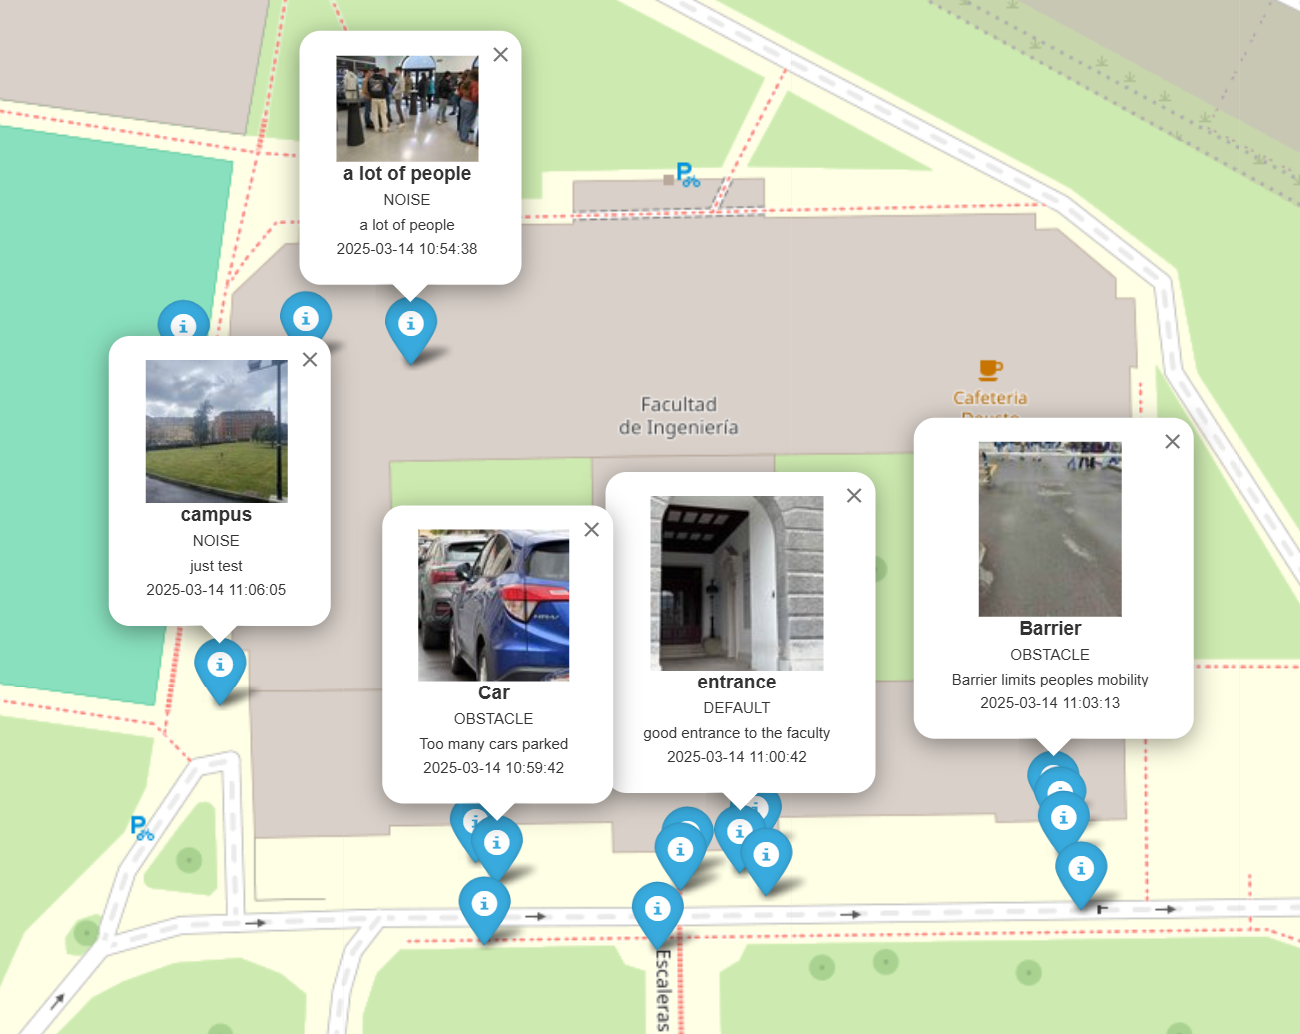 a lot of people
NOISE
a lot of people
2025-03-14 10:54:38
P
campus
NOISE
just test
2025-03-14 11:06:05
Facultad
de Ingeniería
Cafetería
Deusto
Car
OBSTACLE
Too many cars parked
2025-03-14 10:59:42
entrance
DEFAULT
good entrance to the faculty
2025-03-14 11:00:42
Barrier
OBSTACLE
Barrier limits peoples mobility
2025-03-14 11:03:13
P
Escaleras